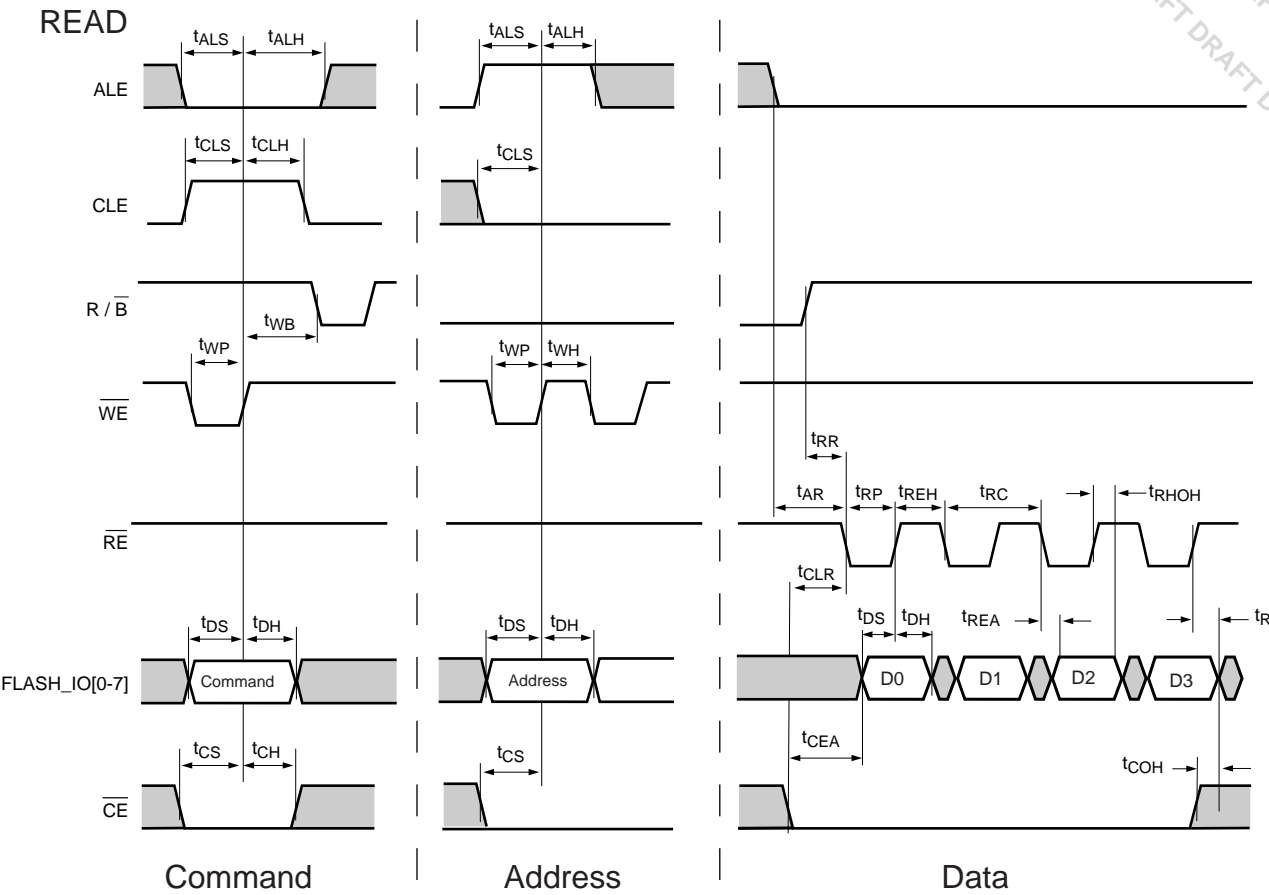 READ
tALS tALH tALS tALH
ALE
tCLS tCLH tCLS
CLE
R / B
tWB
tWP tWP tWH
WE
tRR
tAR tRP tREH tRC tRHOH
RE
tCLR
tDS tDH tDS tDH tDS tDH tREA
FLASH_IO[0-7] Command Address D0 D1 D2 D3
tCS tCH tCS tCEA tCOH
CE
Command Address Data
FT DRAFT D